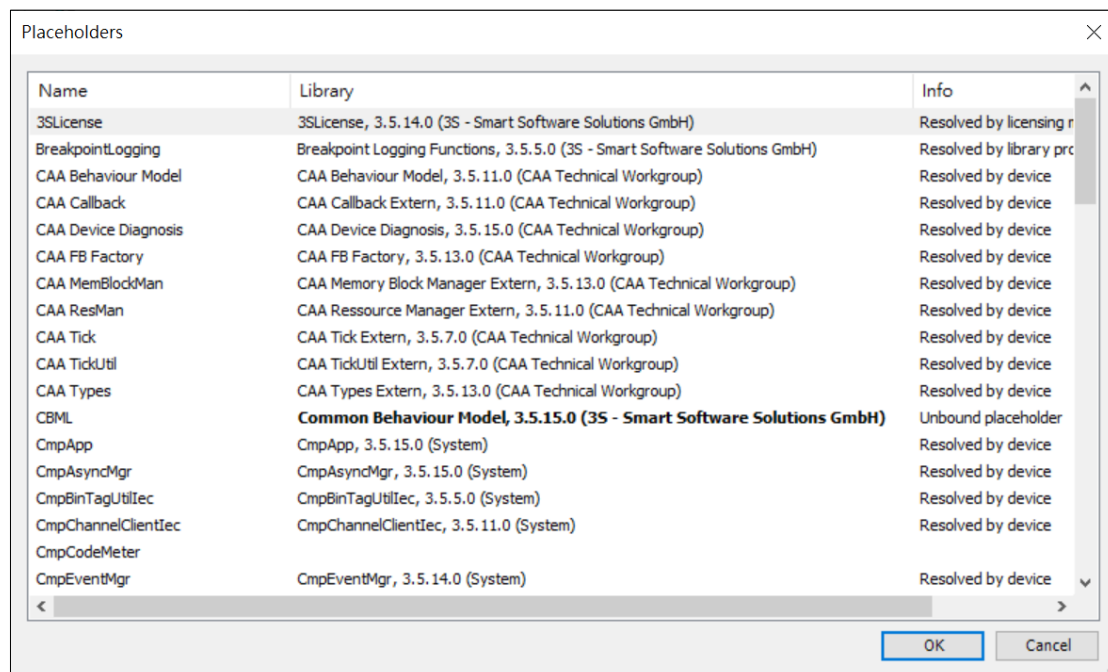 Placeholders
Name Library Info
3SLicense 3SLicense, 3.5.14.0 (3S - Smart Software Solutions GmbH) Resolved by licensing
BreakpointLogging Breakpoint Logging Functions, 3.5.5.0 (3S - Smart Software Solutions GmbH) Resolved by library
CAA Behaviour Model CAA Behaviour Model, 3.5.11.0 (CAA Technical Workgroup) Resolved by device
CAA Callback CAA Callback Extern, 3.5.11.0 (CAA Technical Workgroup) Resolved by device
CAA Device Diagnosis CAA Device Diagnosis, 3.5.15.0 (CAA Technical Workgroup) Resolved by device
CAA FB Factory CAA FB Factory, 3.5.13.0 (CAA Technical Workgroup) Resolved by device
CAA MemBlockMan CAA Memory Block Manager Extern, 3.5.13.0 (CAA Technical Workgroup) Resolved by device
CAA ResMan CAA Ressource Manager Extern, 3.5.11.0 (CAA Technical Workgroup) Resolved by device
CAA Tick CAA Tick Extern, 3.5.7.0 (CAA Technical Workgroup) Resolved by device
CAA TickUtil CAA TickUtil Extern, 3.5.7.0 (CAA Technical Workgroup) Resolved by device
CAA Types CAA Types Extern, 3.5.13.0 (CAA Technical Workgroup) Resolved by device
CBML Common Behaviour Model, 3.5.15.0 (3S - Smart Software Solutions GmbH) Unbound placeholder
CmpApp CmpApp, 3.5.15.0 (System) Resolved by device
CmpAsyncMgr CmpAsyncMgr, 3.5.15.0 (System) Resolved by device
CmpBinTagUtilIec CmpBinTagUtilIec, 3.5.5.0 (System) Resolved by device
CmpChannelClientIec CmpChannelClientIec, 3.5.11.0 (System) Resolved by device
CmpCodeMeter
CmpEventMgr CmpEventMgr, 3.5.14.0 (System) Resolved by device
OK Cancel